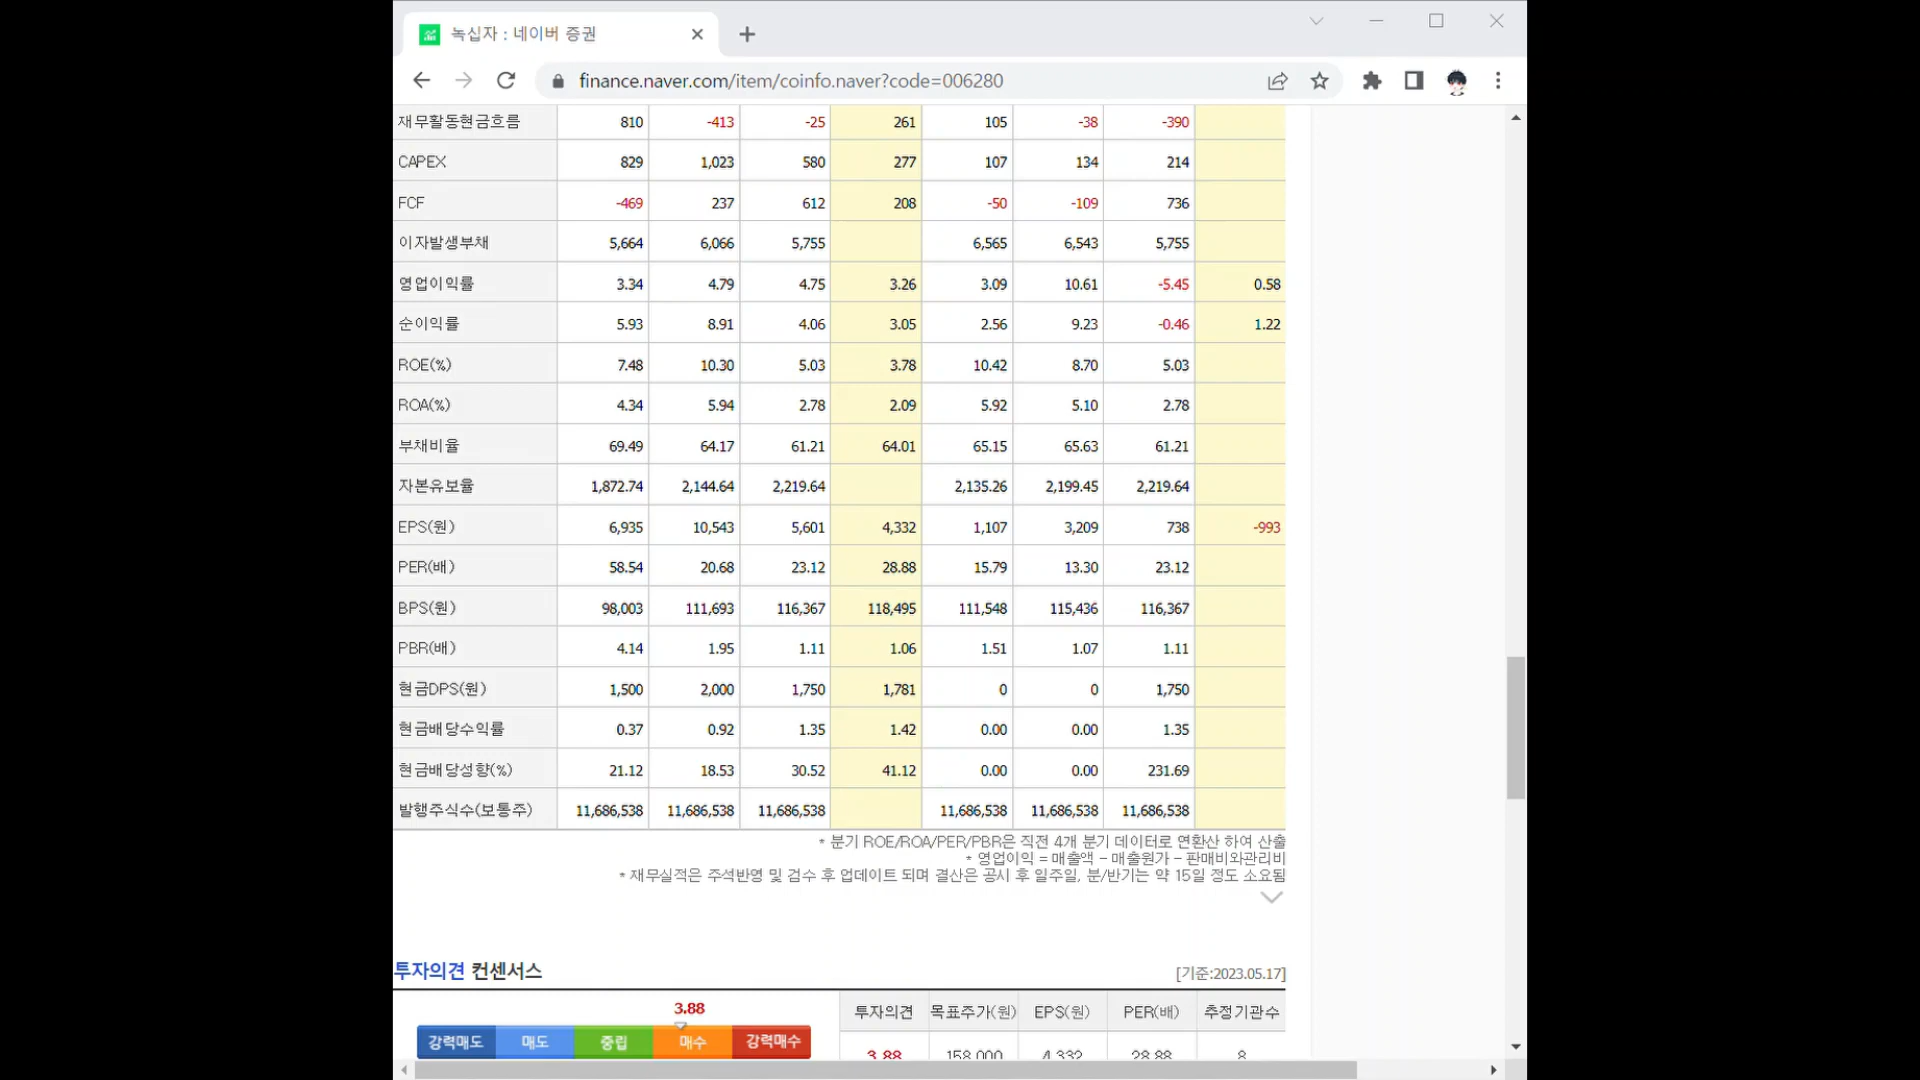 녹십자 : 네이버 증권
finance.naver.com/item/coinfo.naver?code=006280
재무활동현금흐름 810 -413 -25 261 105 -38 -390
CAPEX 829 1,023 580 277 107 134 214
FCF -469 237 612 208 -50 -109 736
이자발생부채 5,664 6,066 5,755 6,565 6,543 5,755
영업이익률 3.34 4.79 4.75 3.26 3.09 10.61 -5.45 0.58
순이익률 5.93 8.91 4.06 3.05 2.56 9.23 -0.46 1.22
ROE(%) 7.48 10.30 5.03 3.78 10.42 8.70 5.03
ROA(%) 4.34 5.94 2.78 2.09 5.92 5.10 2.78
부채비율 69.49 64.17 61.21 64.01 65.15 65.63 61.21
자본유보율 1,872.74 2,144.64 2,219.64 2,135.26 2,199.45 2,219.64
EPS(원) 6,935 10,543 5,601 4,332 1,107 3,209 738 -993
PER(배) 58.54 20.68 23.12 28.88 15.79 13.30 23.12
BPS(원) 98,003 111,693 116,367 118,495 111,548 115,436 116,367
PBR(배) 4.14 1.95 1.11 1.06 1.51 1.07 1.11
현금DPS(원) 1,500 2,000 1,750 1,781 0 0 1,750
현금배당수익률 0.37 0.92 1.35 1.42 0.00 0.00 1.35
현금배당성향(%) 21.12 18.53 30.52 41.12 0.00 0.00 231.69
발행주식수(보통주) 11,686,538 11,686,538 11,686,538 11,686,538 11,686,538 11,686,538
* 분기 ROE/ROA/PER/PBR은 직전 4개 분기 데이터로 연환산 하여 산출
* 영업이익 = 매출액 - 매출원가 - 판매비와관리비
* 재무실적은 주석반영 및 검수 후 업데이트 되며 결산은 공시 후 일주일, 분/반기는 약 15일 정도 소요됨
투자의견 컨센서스 [기준:2023.05.17]
3.88
강력매도 매도 중립 매수 강력매수
투자의견 목표주가(원) EPS(원) PER(배) 추정기관수
3.88 158,000 4,332 28.88 8